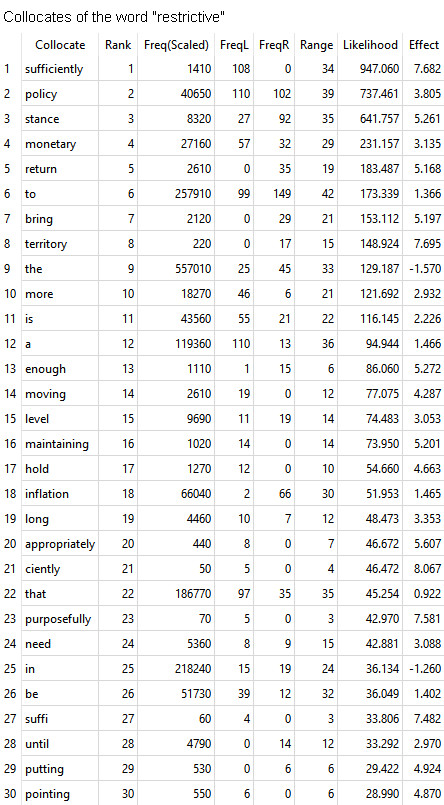 Collocates of the word "restrictive"
Collocate Rank Freq(Scaled) FreqL FreqR Range Likelihood Effect
1 sufficiently 1 1410 108 0 34 947.060 7.682
2 policy 2 40650 110 102 39 737.461 3.805
3 stance 3 8320 27 92 35 641.757 5.261
4 monetary 4 27160 57 32 29 231.157 3.135
5 return 5 2610 0 35 19 183.487 5.168
6 to 6 257910 99 149 42 173.339 1.366
7 bring 7 2120 0 29 21 153.112 5.197
8 territory 8 220 0 17 15 148.924 7.695
9 the 9 557010 25 45 33 129.187 -1.570
10 more 10 18270 46 6 21 121.692 2.932
11 is 11 43560 55 21 22 116.145 2.226
12 a 12 119360 110 13 36 94.944 1.466
13 enough 13 1110 1 15 6 86.060 5.272
14 moving 14 2610 19 0 12 77.075 4.287
15 level 15 9690 11 19 14 74.483 3.053
16 maintaining 16 1020 14 0 14 73.950 5.201
17 hold 17 1270 12 0 10 54.660 4.663
18 inflation 18 66040 2 66 30 51.953 1.465
19 long 19 4460 10 7 12 48.473 3.353
20 appropriately 20 440 8 0 7 46.672 5.607
21 ciently 21 50 5 0 4 46.472 8.067
22 that 22 186770 97 35 35 45.254 0.922
23 purposefully 23 70 5 0 3 42.970 7.581
24 need 24 5360 8 9 15 42.881 3.088
25 in 25 218240 15 19 24 36.134 -1.260
26 be 26 51730 39 12 32 36.049 1.402
27 suffi 27 60 4 0 3 33.806 7.482
28 until 28 4790 0 14 12 33.292 2.970
29 putting 29 530 0 6 6 29.422 4.924
30 pointing 30 550 6 0 6 28.990 4.870